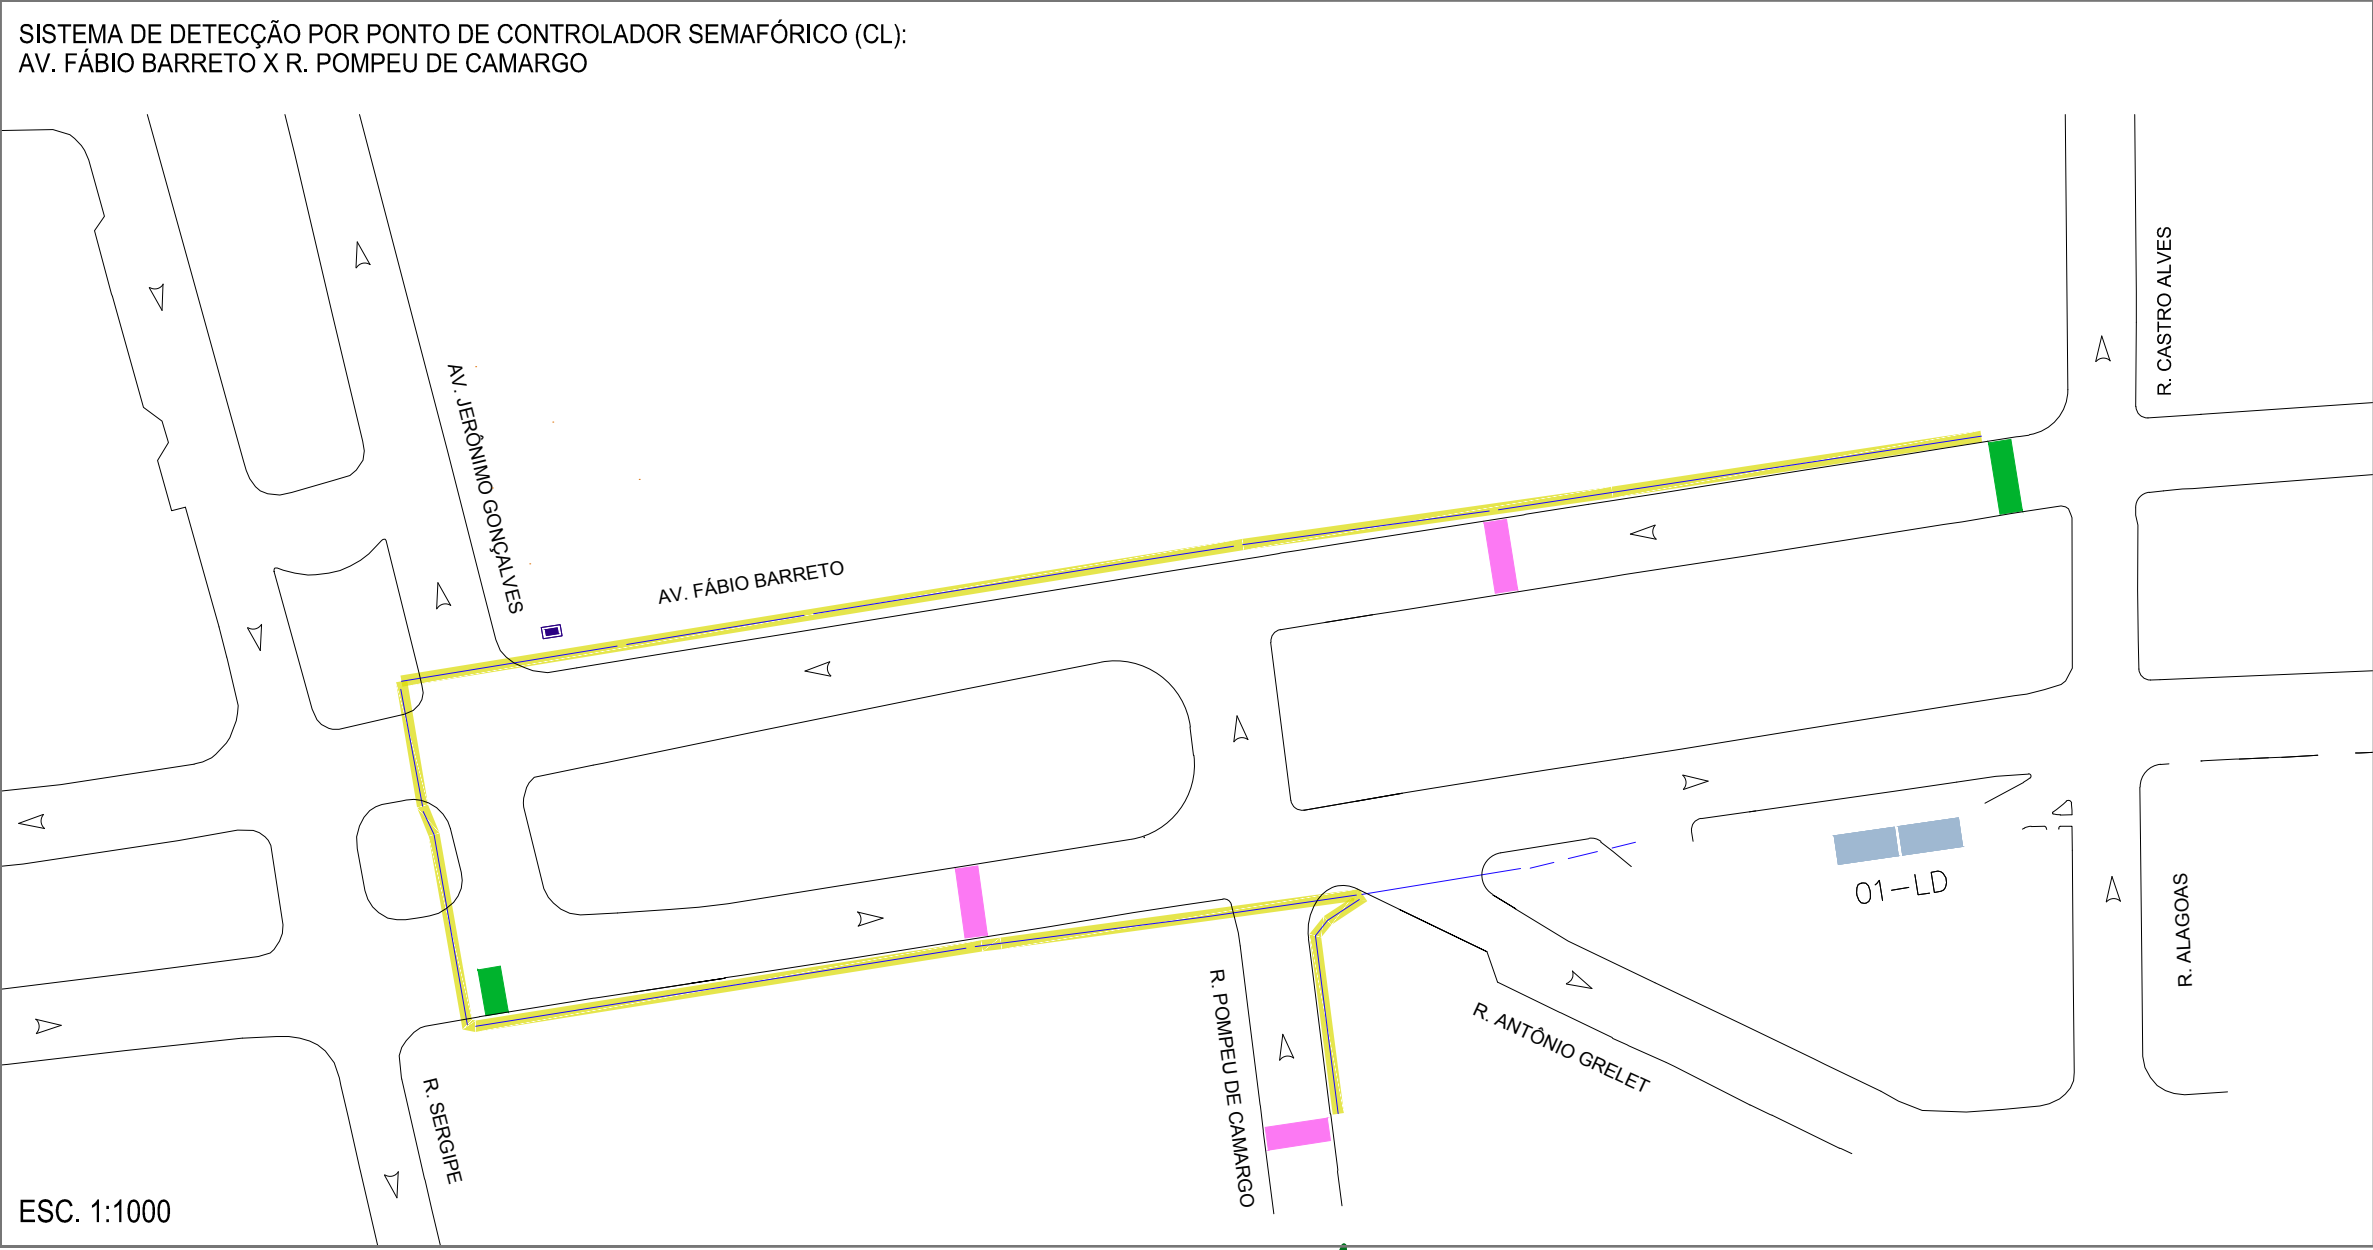 SISTEMA DE DETECÇÃO POR PONTO DE CONTROLADOR SEMAFÓRICO (CL):
AV. FÁBIO BARRETO X R. POMPEU DE CAMARGO
R. CASTRO ALVES
AV. JERÔNIMO GONÇALVES
AV. FÁBIO BARRETO
01-LD
R. ALAGOAS
R. POMPEU DE CAMARGO
R. ANTÔNIO GRELET
R. SERGIPE
ESC. 1:1000